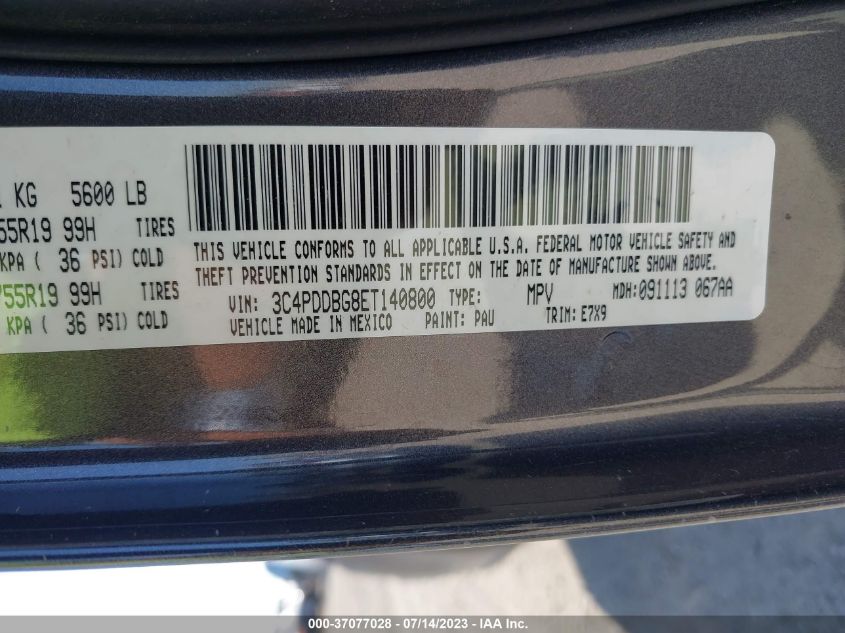 KG 5600 LB
55R19 99H TIRES
KPA ( 36 PSI) COLD
55R19 99H TIRES
KPA ( 36 PSI) COLD
THIS VEHICLE CONFORMS TO ALL APPLICABLE U.S.A. FEDERAL MOTOR VEHICLE SAFETY AND
THEFT PREVENTION STANDARDS IN EFFECT ON THE DATE OF MANUFACTURE SHOWN ABOVE.
VIN: 3C4PDDBG8ET140800 TYPE: MPV MDH: 091113 067AA
VEHICLE MADE IN MEXICO PAINT: PAU TRIM: E7X9
000-37077028 - 07/14/2023 - IAA Inc.